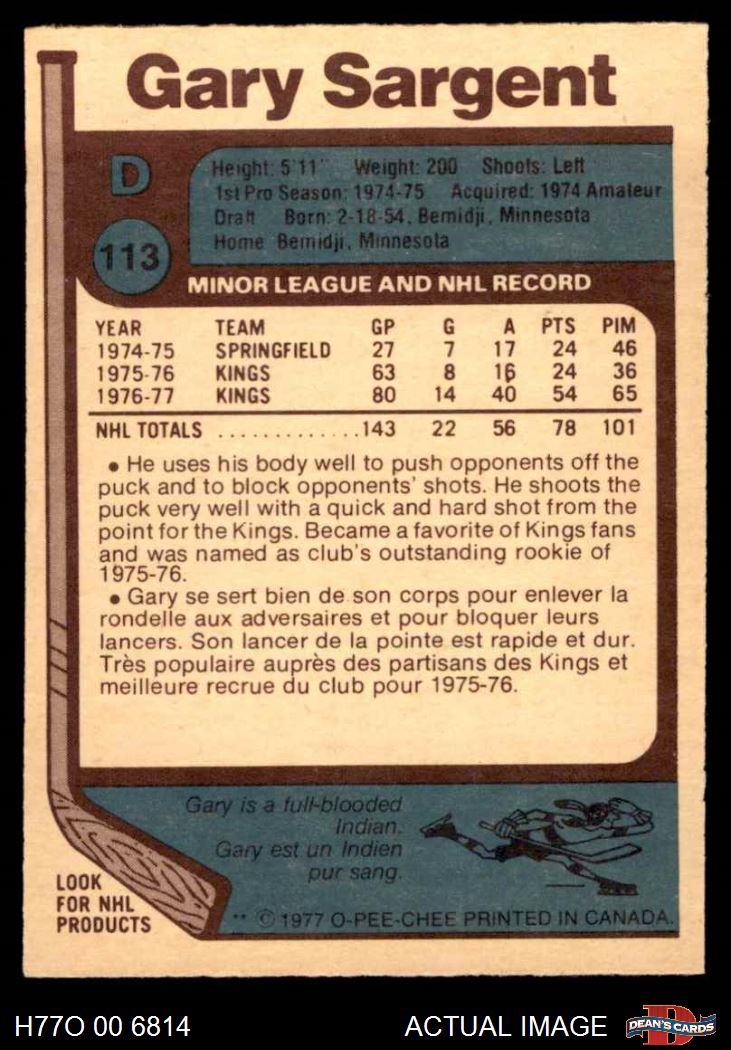 Gary Sargent
D
113
Height: 5'11" Weight: 200 Shoots: Left
1st Pro Season: 1974-75 Acquired: 1974 Amateur
Draft Born: 2-18-54, Bemidji, Minnesota
Home Bemidji, Minnesota
MINOR LEAGUE AND NHL RECORD
YEAR TEAM GP G A PTS PIM
1974-75 SPRINGFIELD 27 7 17 24 46
1975-76 KINGS 63 8 16 24 36
1976-77 KINGS 80 14 40 54 65
NHL TOTALS .............143 22 56 78 101
• He uses his body well to push opponents off the
puck and to block opponents' shots. He shoots the
puck very well with a quick and hard shot from the
point for the Kings. Became a favorite of Kings fans
and was named as club's outstanding rookie of
1975-76.
• Gary se sert bien de son corps pour enlever la
rondelle aux adversaires et pour bloquer leurs
lancers. Son lancer de la pointe est rapide et dur.
Très populaire auprès des partisans des Kings et
meilleure recrue du club pour 1975-76.
Gary is a full-blooded
Indian.
Gary est un Indien
pur sang.
LOOK
FOR NHL
PRODUCTS
** © 1977 O-PEE-CHEE PRINTED IN CANADA.
H77O 00 6814
ACTUAL IMAGE
D
DEAN'S CARDS